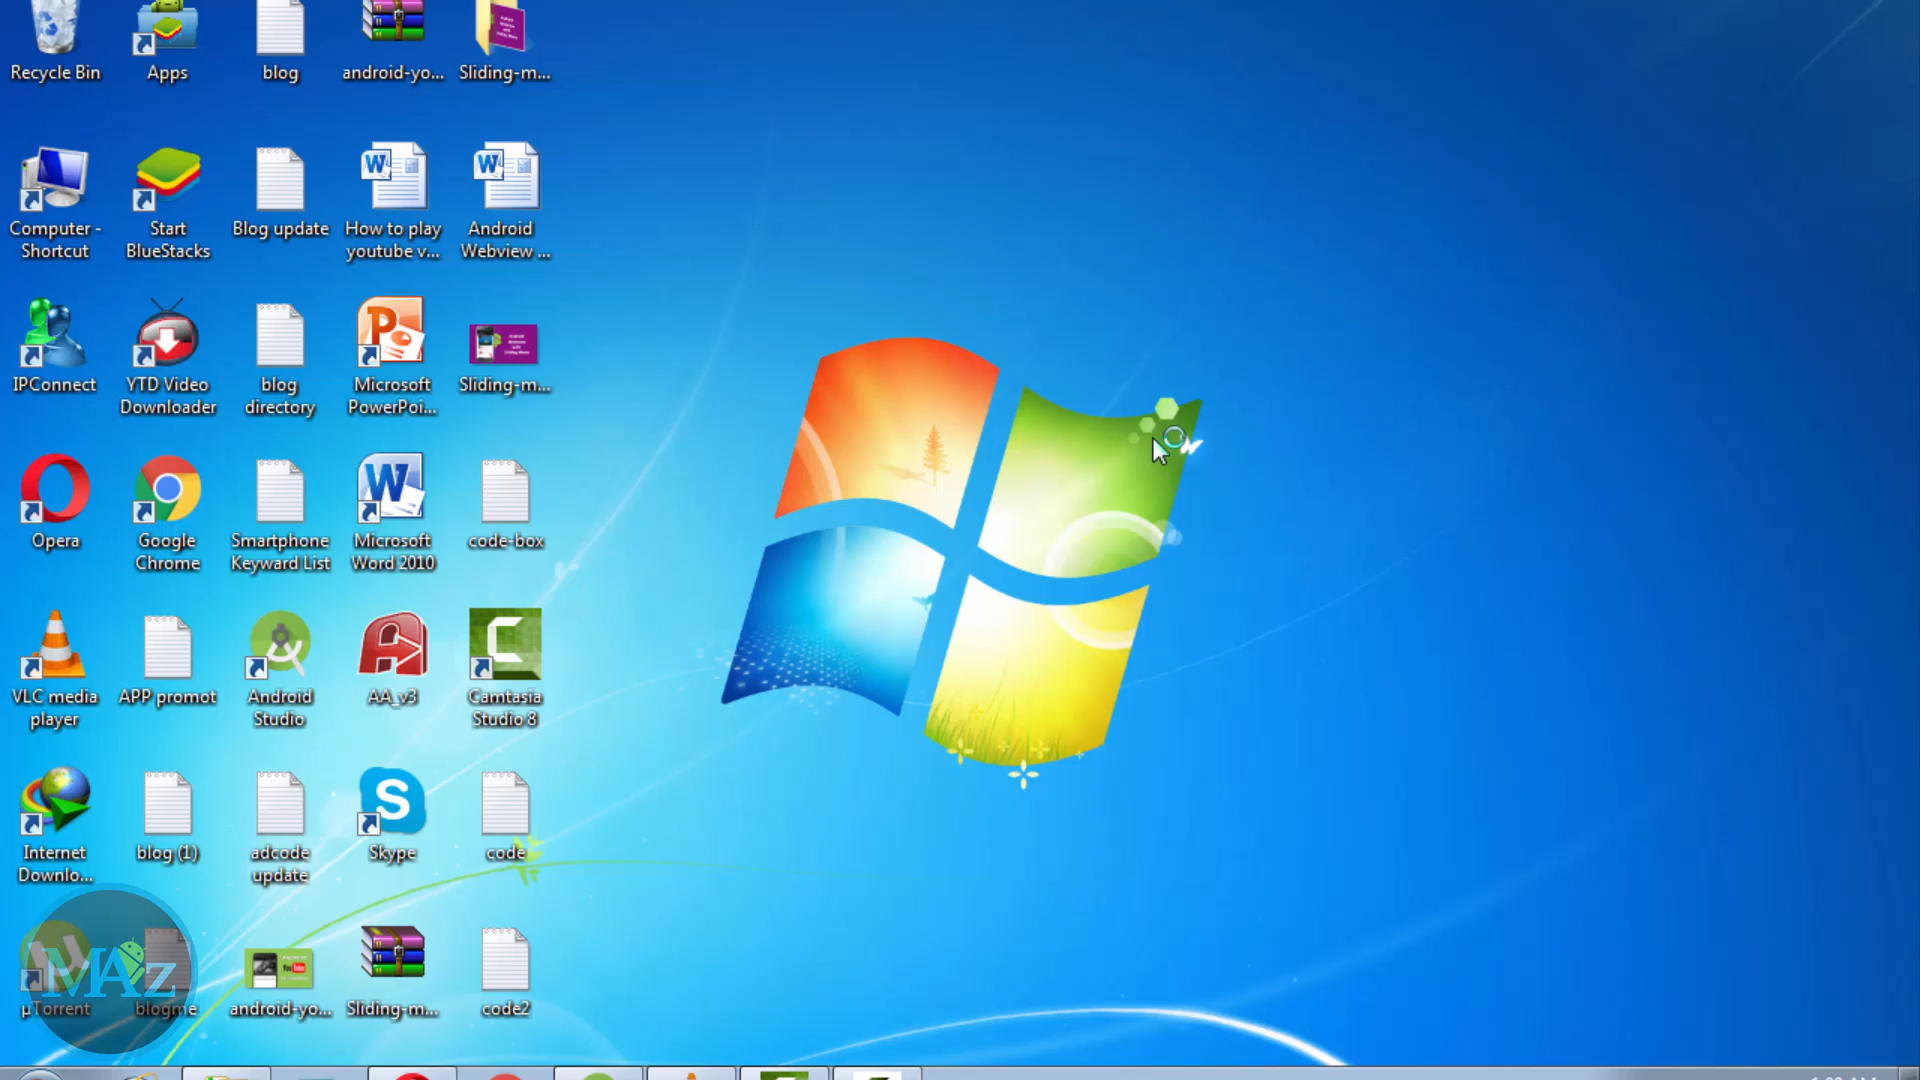 Recycle Bin
Apps
blog
android-yo...
Sliding-m...
Computer -
Shortcut
Start
BlueStacks
Blog update
How to play
youtube v...
Android
Webview ...
IPConnect
YTD Video
Downloader
blog
directory
Microsoft
PowerPoi...
Sliding-m...
Opera
Google
Chrome
Smartphone
Keyward List
Microsoft
Word 2010
code-box
VLC media
player
APP promot
Android
Studio
AA_v3
Camtasia
Studio 8
Internet
Downlo...
blog (1)
adcode
update
Skype
code
MAz
µTorrent
blogme
android-yo...
Sliding-m...
code2